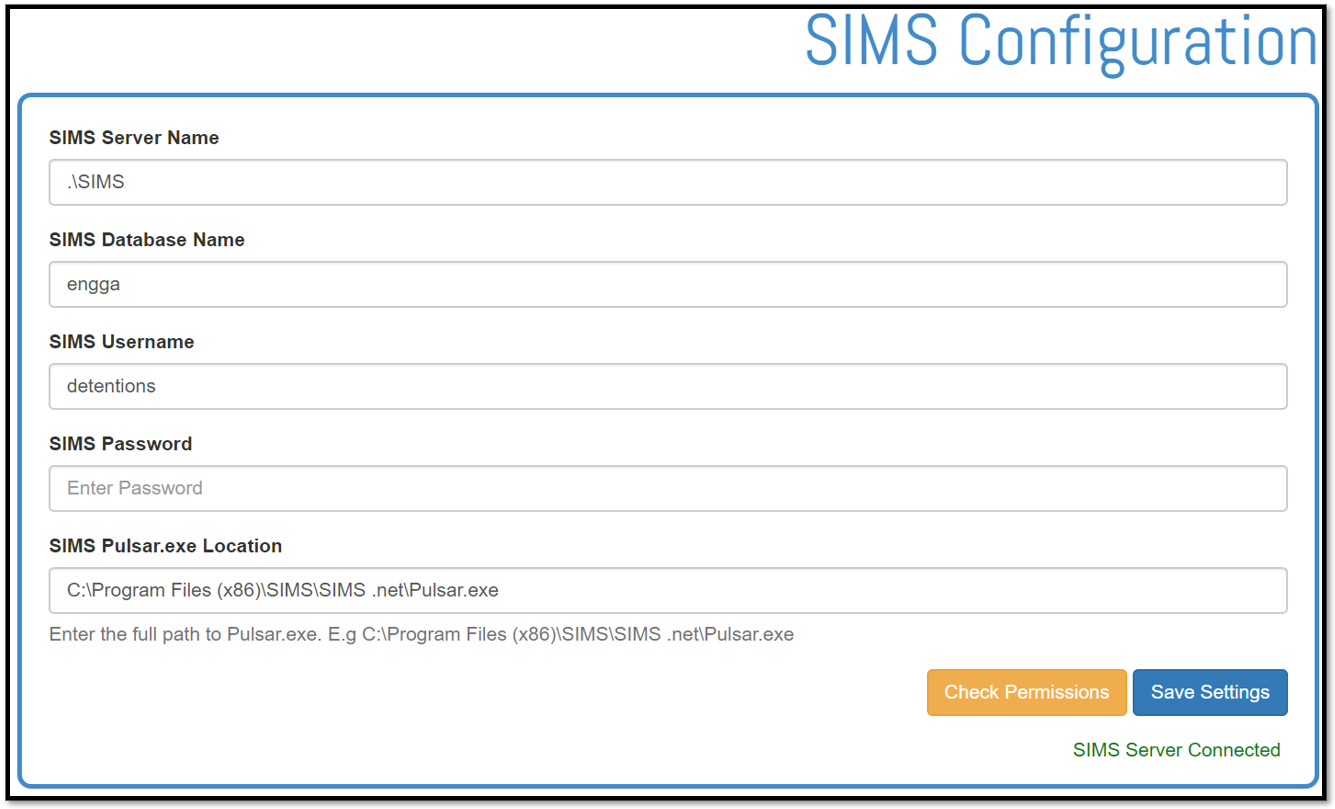 SIMS Configuration
SIMS Server Name
.\SIMS
SIMS Database Name
engga
SIMS Username
detentions
SIMS Password
Enter Password
SIMS Pulsar.exe Location
C:\Program Files (x86)\SIMS\SIMS .net\Pulsar.exe
Enter the full path to Pulsar.exe. E.g C:\Program Files (x86)\SIMS\SIMS .net\Pulsar.exe
Check Permissions Save Settings
SIMS Server Connected